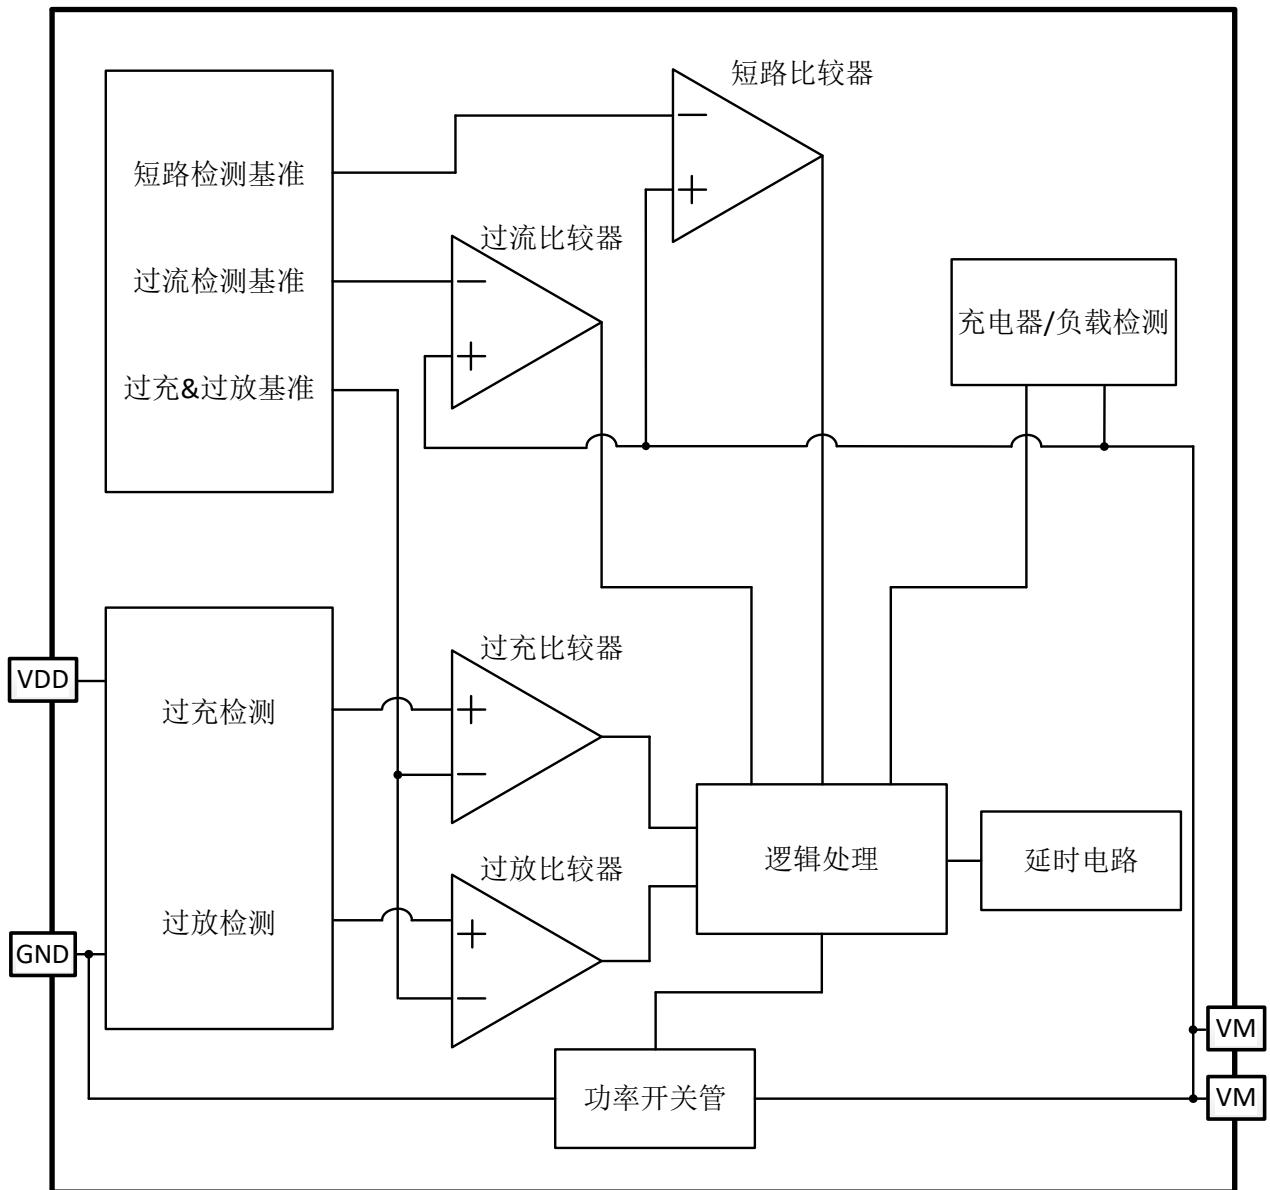 短路比较器
短路检测基准
过流比较器
过流检测基准
充电器/负载检测
过充&过放基准
过充比较器
VDD
过充检测
逻辑处理
延时电路
过放比较器
过放检测
GND
VM
功率开关管
VM